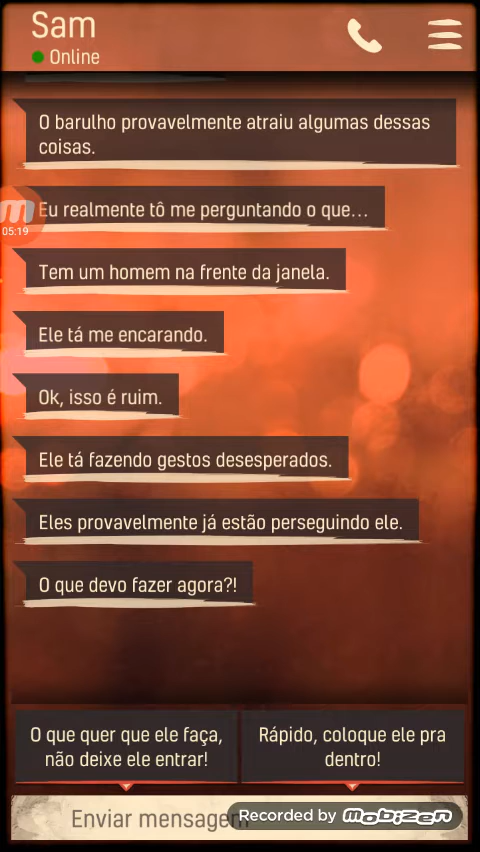 Sam
Online
O barulho provavelmente atraiu algumas dessas
coisas.
Eu realmente tô me perguntando o que...
05:19
Tem um homem na frente da janela.
Ele tá me encarando.
Ok, isso é ruim.
Ele tá fazendo gestos desesperados.
Eles provavelmente já estão perseguindo ele.
O que devo fazer agora?!
O que quer que ele faça,
não deixe ele entrar!
Rápido, coloque ele pra
dentro!
Enviar mensagem
Recorded by mobizen